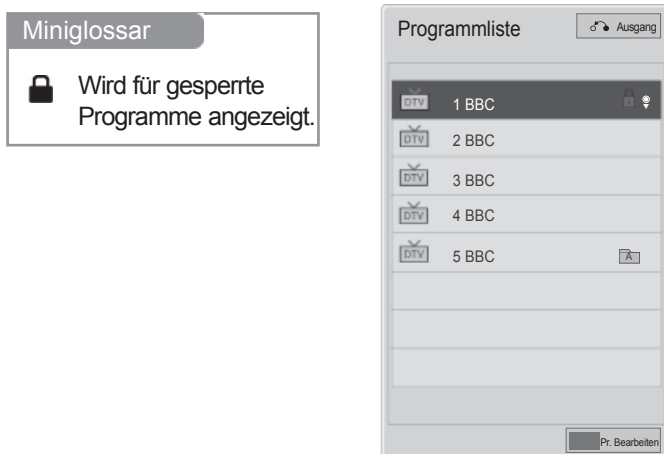 Miniglossar
Wird für gesperrte
Programme angezeigt.
Programmliste
Ausgang
DTV 1 BBC
DTV 2 BBC
DTV 3 BBC
DTV 4 BBC
DTV 5 BBC A
Pr. Bearbeiten